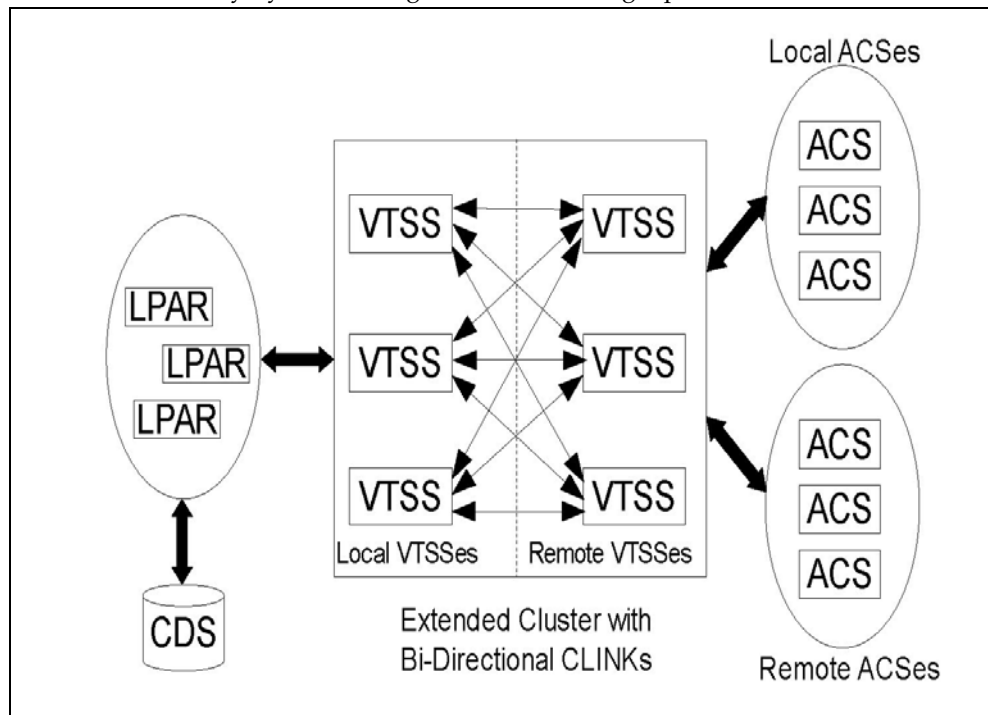 Local ACSes
ACS
ACS
ACS
LPAR
LPAR
LPAR
CDS
VTSS
VTSS
VTSS
VTSS
VTSS
VTSS
Local VTSSes
Remote VTSSes
Extended Cluster with
Bi-Directional CLINKs
ACS
ACS
ACS
Remote ACSes